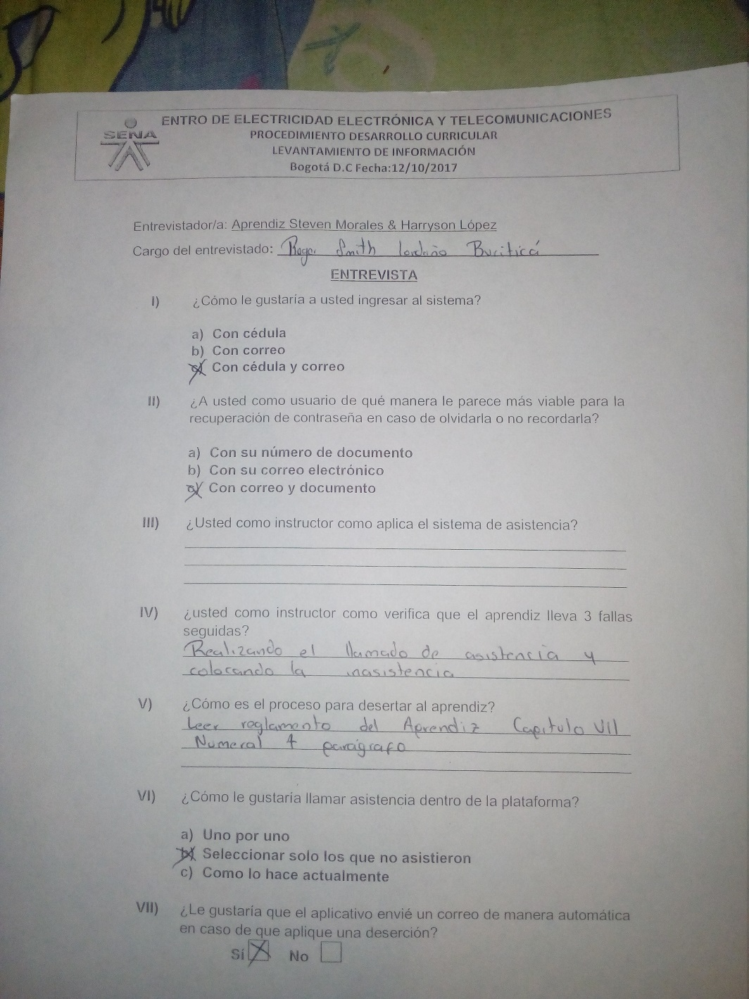 ENTRO DE ELECTRICIDAD ELECTRÓNICA Y TELECOMUNICACIONES
SENA
PROCEDIMIENTO DESARROLLO CURRICULAR
LEVANTAMIENTO DE INFORMACIÓN
Bogotá D.C Fecha:12/10/2017
Entrevistador/a: Aprendiz Steven Morales & Harryson López
Cargo del entrevistado: Roger Smith Londoño Buriticá
ENTREVISTA
I) ¿Cómo le gustaría a usted ingresar al sistema?
a) Con cédula
b) Con correo
c) Con cédula y correo
II) ¿A usted como usuario de qué manera le parece más viable para la
recuperación de contraseña en caso de olvidarla o no recordarla?
a) Con su número de documento
b) Con su correo electrónico
c) Con correo y documento
III) ¿Usted como instructor como aplica el sistema de asistencia?
IV) ¿usted como instructor como verifica que el aprendiz lleva 3 fallas
seguidas?
Realizando el llamado de asistencia y
colocando la inasistencia
V) ¿Cómo es el proceso para desertar al aprendiz?
Leer reglamento del Aprendiz Capitulo VII
Numeral 4 parágrafo
VI) ¿Cómo le gustaría llamar asistencia dentro de la plataforma?
a) Uno por uno
b) Seleccionar solo los que no asistieron
c) Como lo hace actualmente
VII) ¿Le gustaría que el aplicativo envié un correo de manera automática
en caso de que aplique una deserción?
Sí No